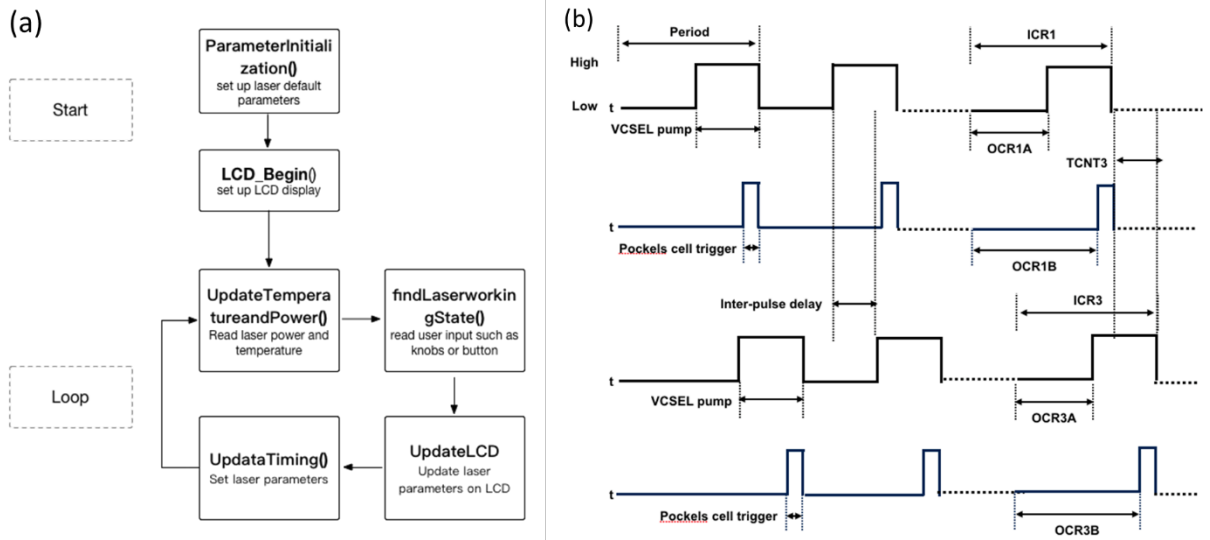 (a)
Start
ParameterInitiali
zation()
set up laser default
parameters
LCD_Begin()
set up LCD display
Loop
UpdateTempera
tureandPower()
Read laser power and
temperature
findLaserworkin
gState()
read user input such as
knobs or button
UpdataTiming()
Set laser parameters
UpdateLCD
Update laser
parameters on LCD
(b)
Period
ICR1
High
Low
t
VCSEL pump
OCR1A
TCNT3
t
Pockels cell trigger
OCR1B
Inter-pulse delay
ICR3
t
VCSEL pump
OCR3A
t
Pockels cell trigger
OCR3B